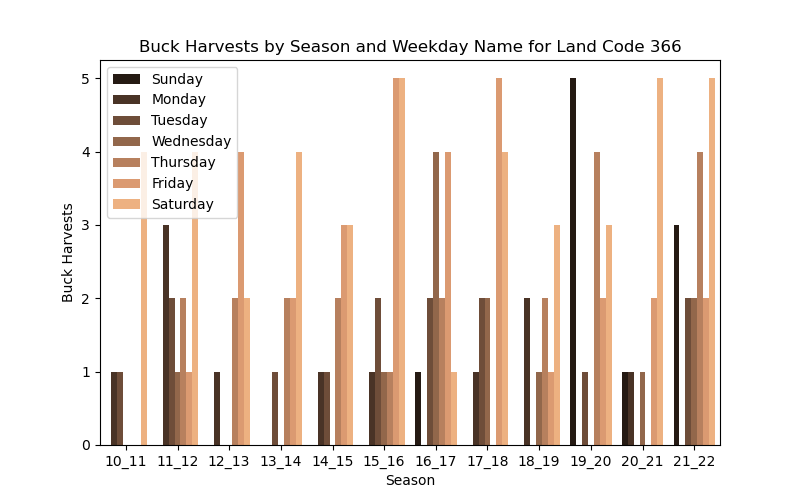 Buck Harvests by Season and Weekday Name for Land Code 366
5
4
3
2
1
0
Buck Harvests
Sunday
Monday
Tuesday
Wednesday
Thursday
Friday
Saturday
10_11 11_12 12_13 13_14 14_15 15_16 16_17 17_18 18_19 19_20 20_21 21_22
Season